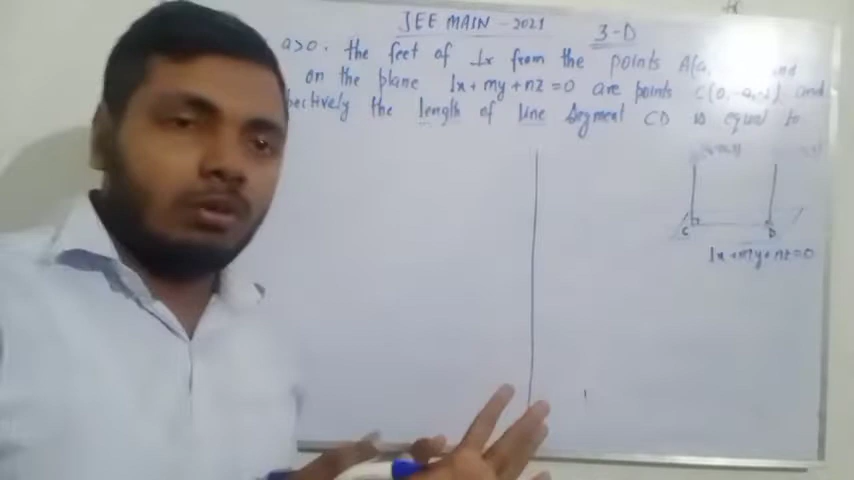 JEE MAIN - 2021
3-D
a>0. the feet of ⊥r from the points A(a,
on the plane lx+my+nz=0 are points C(0,-a,-1) and
the length of line segment CD is equal to
C
D
lx+my+nz=0